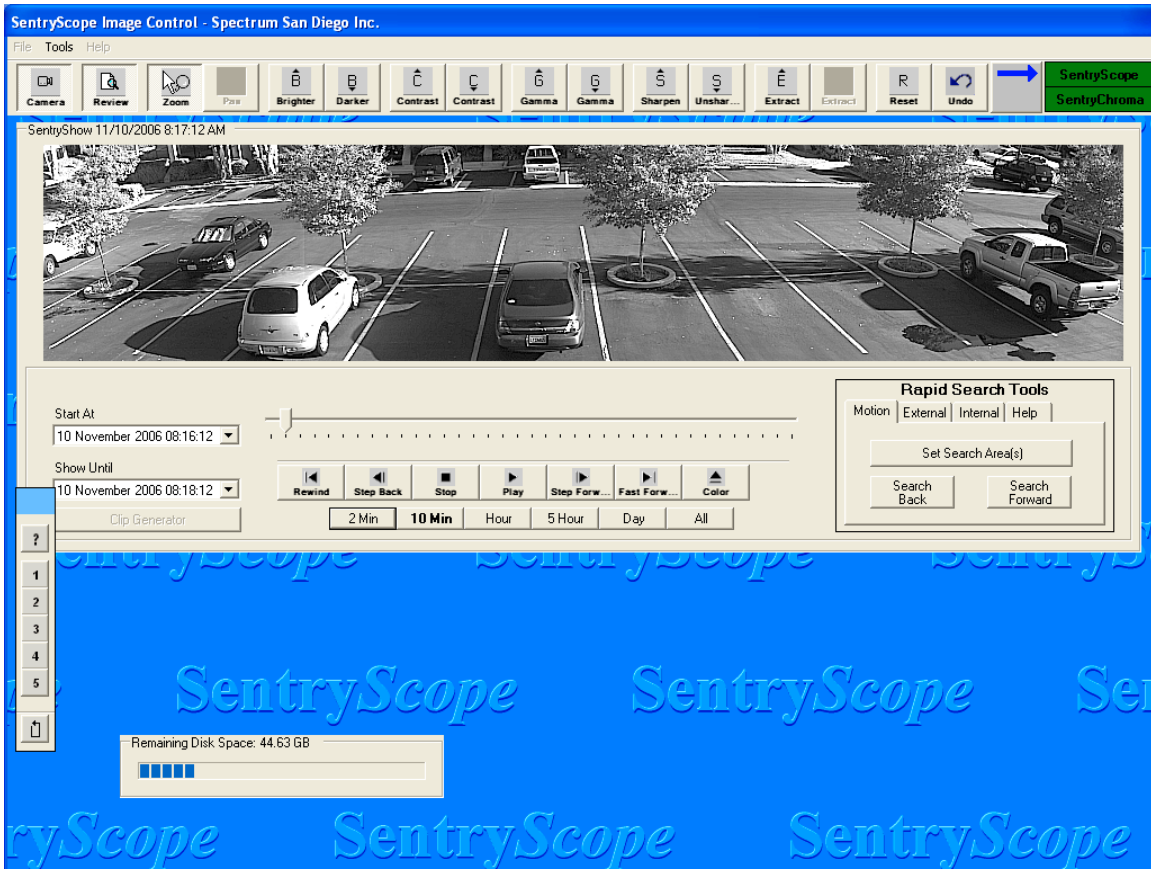 SentryScope Image Control - Spectrum San Diego Inc.
File Tools Help
Camera Review Zoom Pan Brighter Darker Contrast Contrast Gamma Gamma Sharpen Unshar... Extract Extract Reset Undo
SentryScope
SentryChroma
SentryShow 11/10/2006 8:17:12 AM
Rapid Search Tools
Start At
Motion External Internal Help
10 November 2006 08:16:12
Set Search Area(s)
Show Until
10 November 2006 08:18:12
Rewind Step Back Stop Play Step Forw... Fast Forw... Color
Search Back
Search Forward
Clip Generator
2 Min 10 Min Hour 5 Hour Day All
?
1
2
3
4
5
SentryScope SentryScope
Remaining Disk Space: 44.63 GB
ryScope SentryScope SentryScope